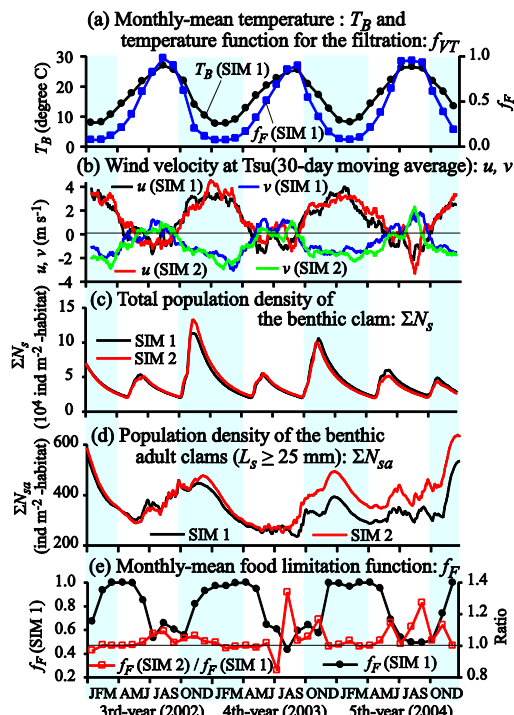 (a) Monthly-mean temperature : T_B and
temperature function for the filtration: f_VT
30
20
10
0
T_B (degree C)
T_B (SIM 1)
f_F (SIM 1)
1.0
0.5
0.0
f_F
(b) Wind velocity at Tsu(30-day moving average): u, v
4
2
0
-2
-4
u, v (m s⁻¹)
u (SIM 1)
v (SIM 1)
u (SIM 2)
v (SIM 2)
(c) Total population density of
the benthic clam: ΣN_s
15
10
5
0
ΣN_s
(10⁴ ind m⁻²-habitat)
SIM 1
SIM 2
(d) Population density of the benthic
adult clams (L_s ≥ 25 mm): ΣN_sa
600
400
200
ΣN_sa
(ind m⁻²-habitat)
SIM 1
SIM 2
(e) Monthly-mean food limitation function: f_F
1.0
0.8
0.6
0.4
0.2
f_F (SIM 1)
1.4
1.2
1.0
0.8
Ratio
f_F (SIM 2) / f_F (SIM 1)
f_F (SIM 1)
JFM AMJ JAS OND JFM AMJ JAS OND JFM AMJ JAS OND
3rd-year (2002) 4th-year (2003) 5th-year (2004)